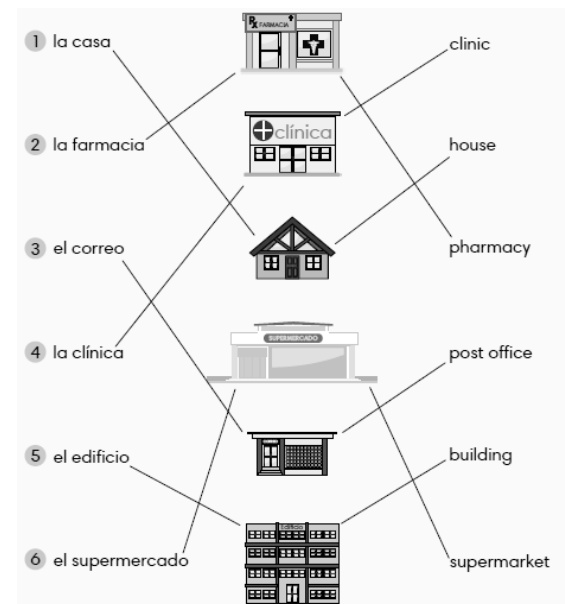 ℞ FARMACIA
1 la casa
clinic
clínica
2 la farmacia
house
3 el correo
pharmacy
SUPERMERCADO
4 la clínica
post office
5 el edificio
building
Edificio
6 el supermercado
supermarket